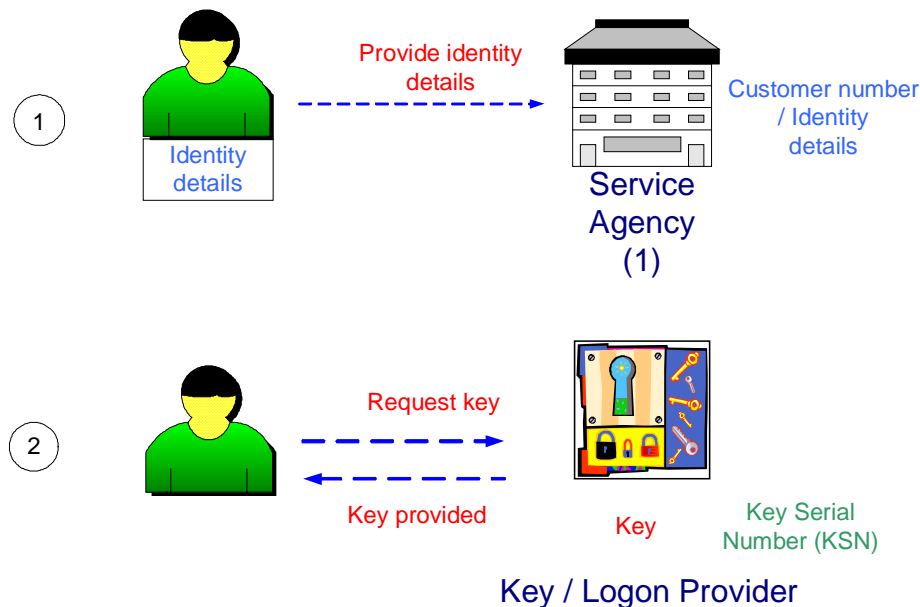 1
Identity
details
Provide identity
details
Service
Agency
(1)
Customer number
/ Identity
details
2
Request key
Key provided
Key
Key Serial
Number (KSN)
Key / Logon Provider